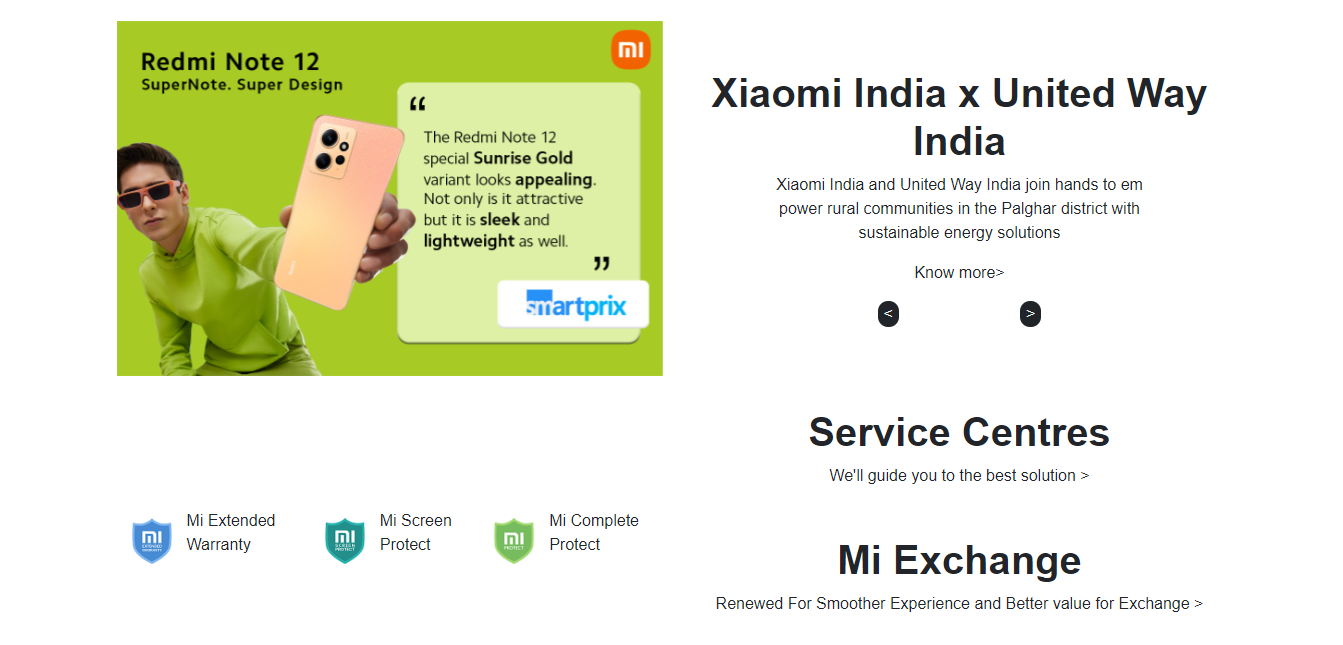 Redmi Note 12
SuperNote. Super Design
mi
“
The Redmi Note 12
special Sunrise Gold
variant looks appealing.
Not only is it attractive
but it is sleek and
lightweight as well.
”
smartprix
Redmi
Xiaomi India x United Way
India
Xiaomi India and United Way India join hands to em
power rural communities in the Palghar district with
sustainable energy solutions
Know more>
< >
Service Centres
We'll guide you to the best solution >
mi
EXTENDED
WARRANTY
Mi Extended
Warranty
mi
SCREEN
PROTECT
Mi Screen
Protect
mi
PROTECT
Mi Complete
Protect
Mi Exchange
Renewed For Smoother Experience and Better value for Exchange >